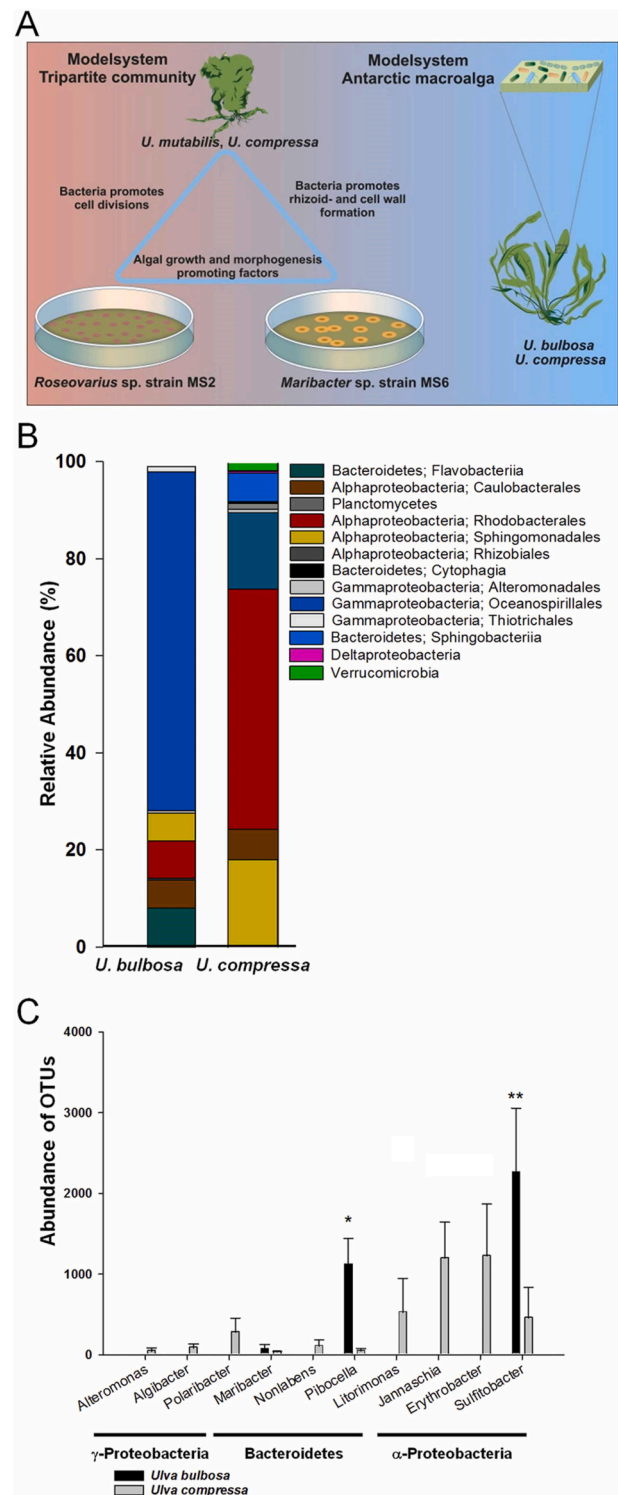 A
Modelsystem
Tripartite community
Modelsystem
Antarctic macroalga
U. mutabilis, U. compressa
Bacteria promotes
cell divisions
Bacteria promotes
rhizoid- and cell wall
formation
Algal growth and morphogenesis
promoting factors
U. bulbosa
U. compressa
Roseovarius sp. strain MS2
Maribacter sp. strain MS6
B
Relative Abundance (%)
100
80
60
40
20
0
U. bulbosa
U. compressa
Bacteroidetes; Flavobacteriia
Alphaproteobacteria; Caulobacterales
Planctomycetes
Alphaproteobacteria; Rhodobacterales
Alphaproteobacteria; Sphingomonadales
Alphaproteobacteria; Rhizobiales
Bacteroidetes; Cytophagia
Gammaproteobacteria; Alteromonadales
Gammaproteobacteria; Oceanospirillales
Gammaproteobacteria; Thiotrichales
Bacteroidetes; Sphingobacteriia
Deltaproteobacteria
Verrucomicrobia
C
Abundance of OTUs
4000
3000
2000
1000
0
*
**
Alteromonas
Algibacter
Polaribacter
Maribacter
Nonlabens
Pibocella
Litorimonas
Jannaschia
Erythrobacter
Sulfitobacter
γ-Proteobacteria
Bacteroidetes
α-Proteobacteria
Ulva bulbosa
Ulva compressa